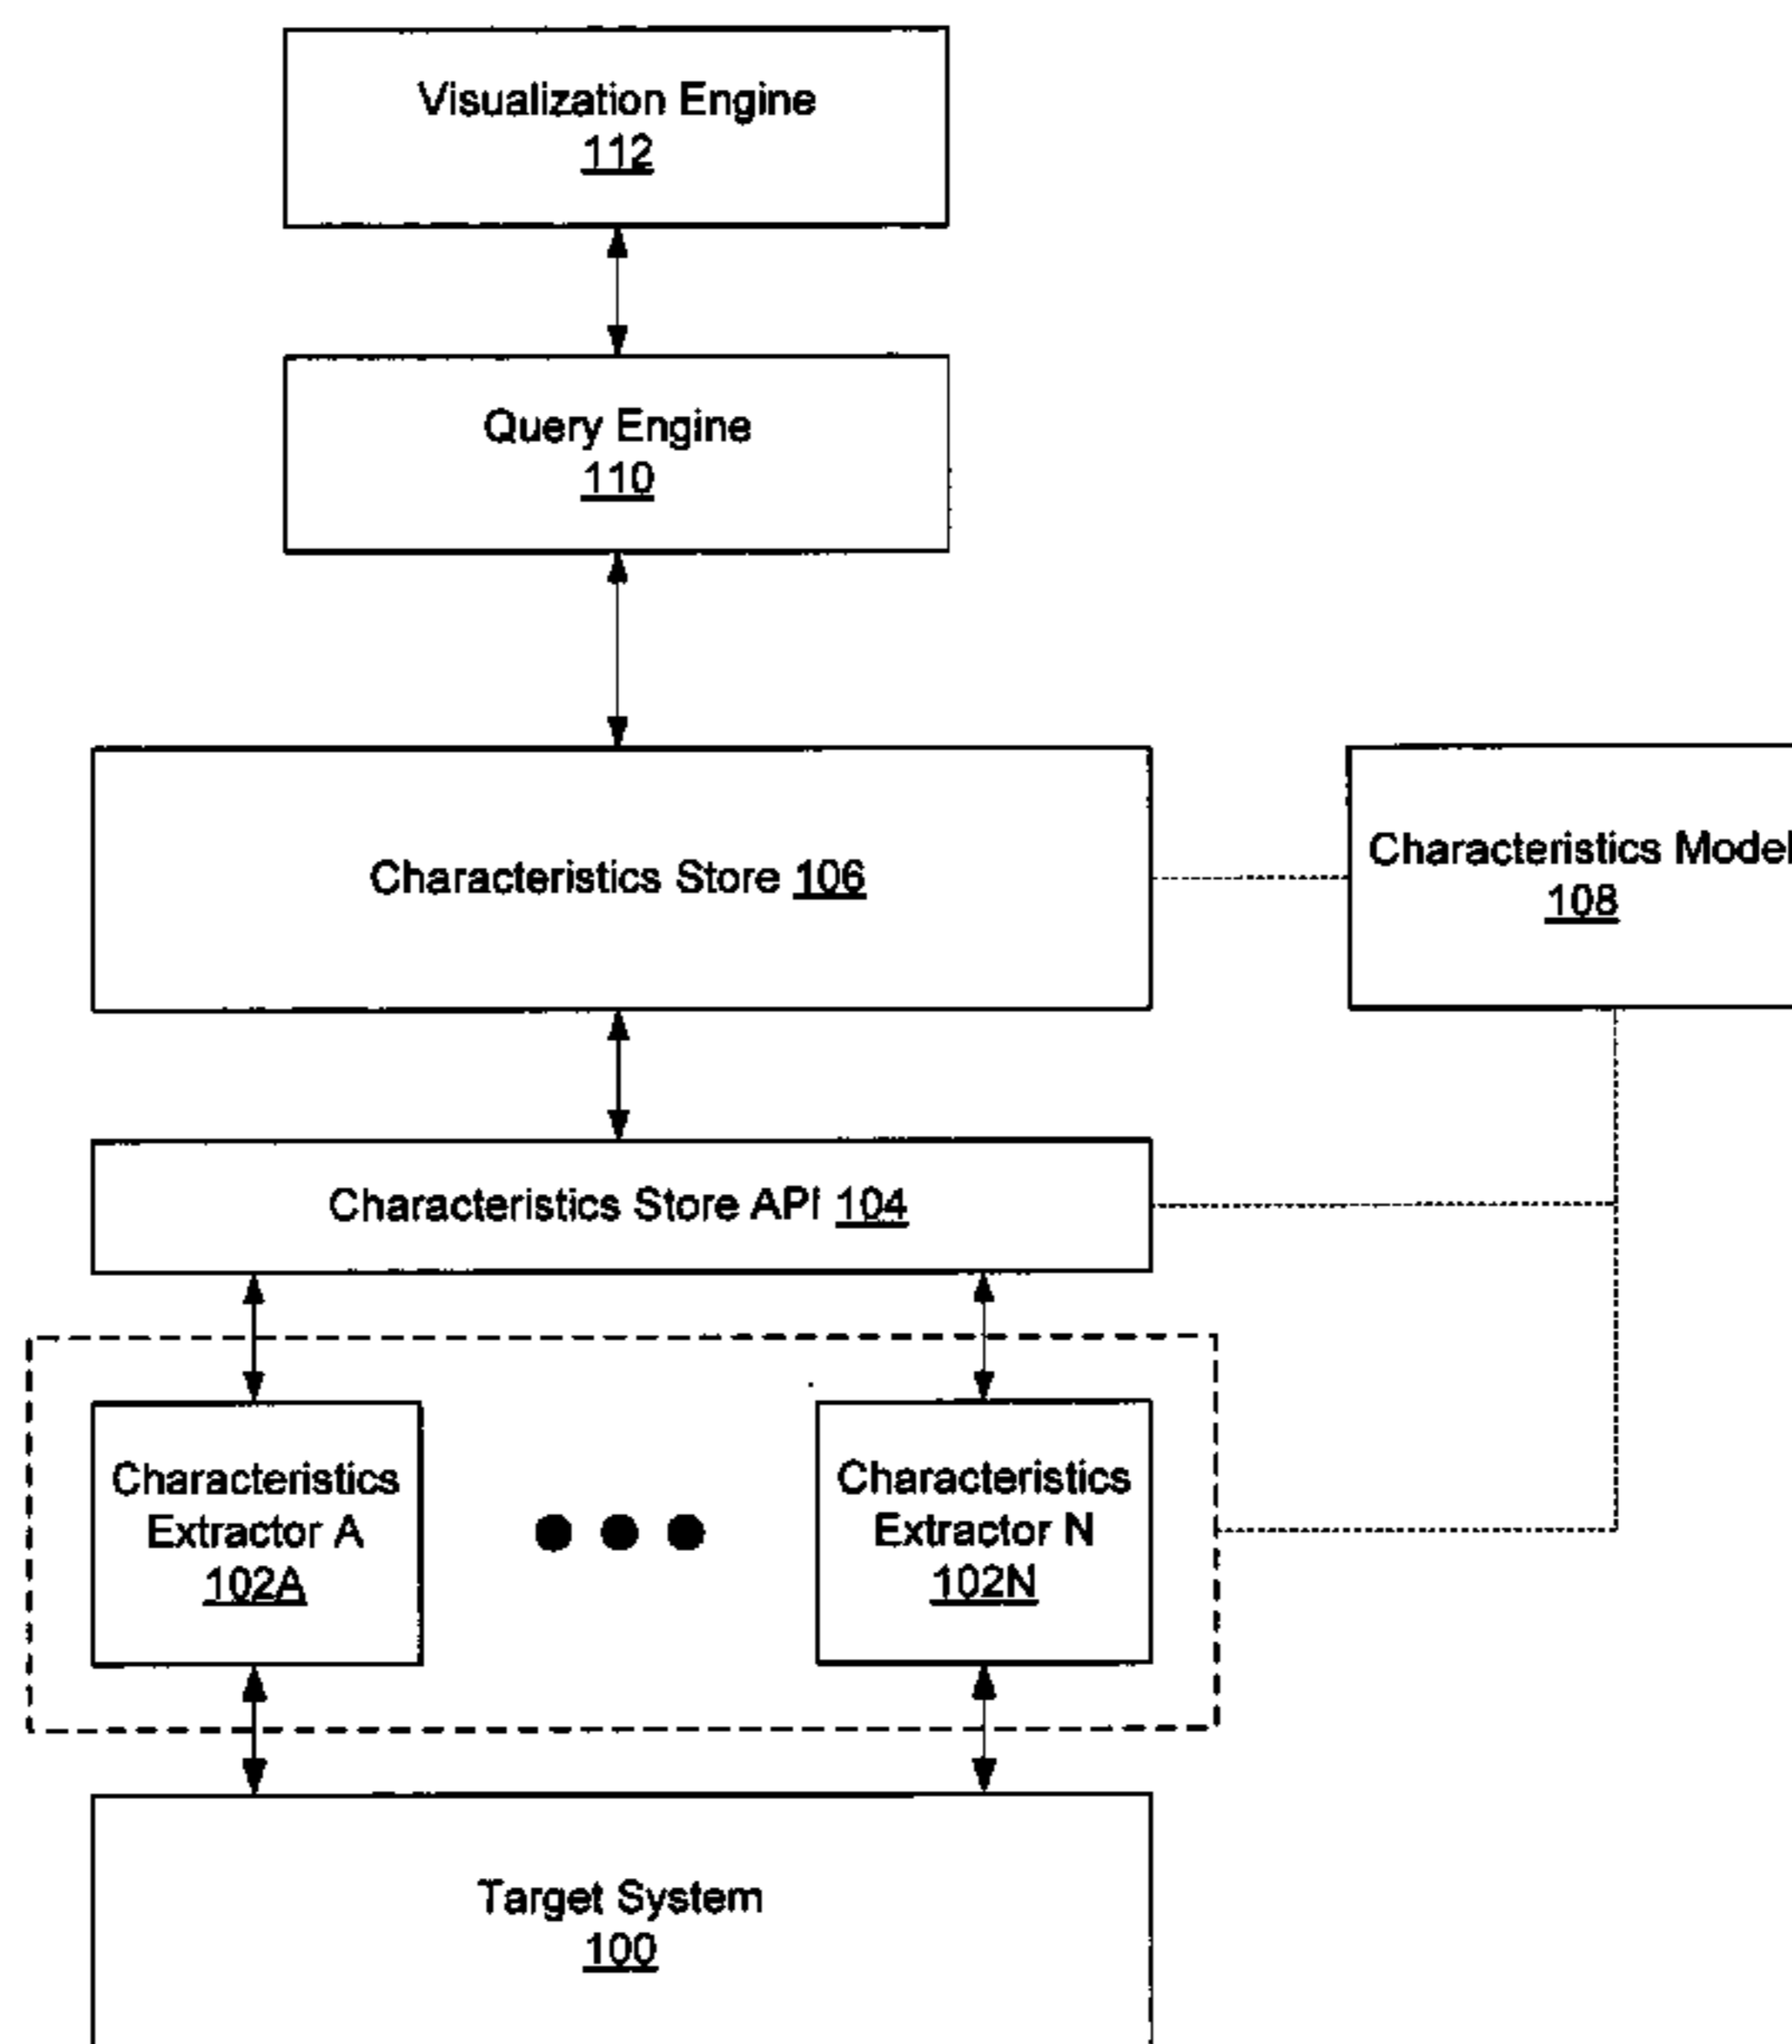 Visualization Engine
112
Query Engine
110
Characteristics Store 106
Characteristics Model
108
Characteristics Store API 104
Characteristics
Extractor A
102A
Characteristics
Extractor N
102N
Target System
100